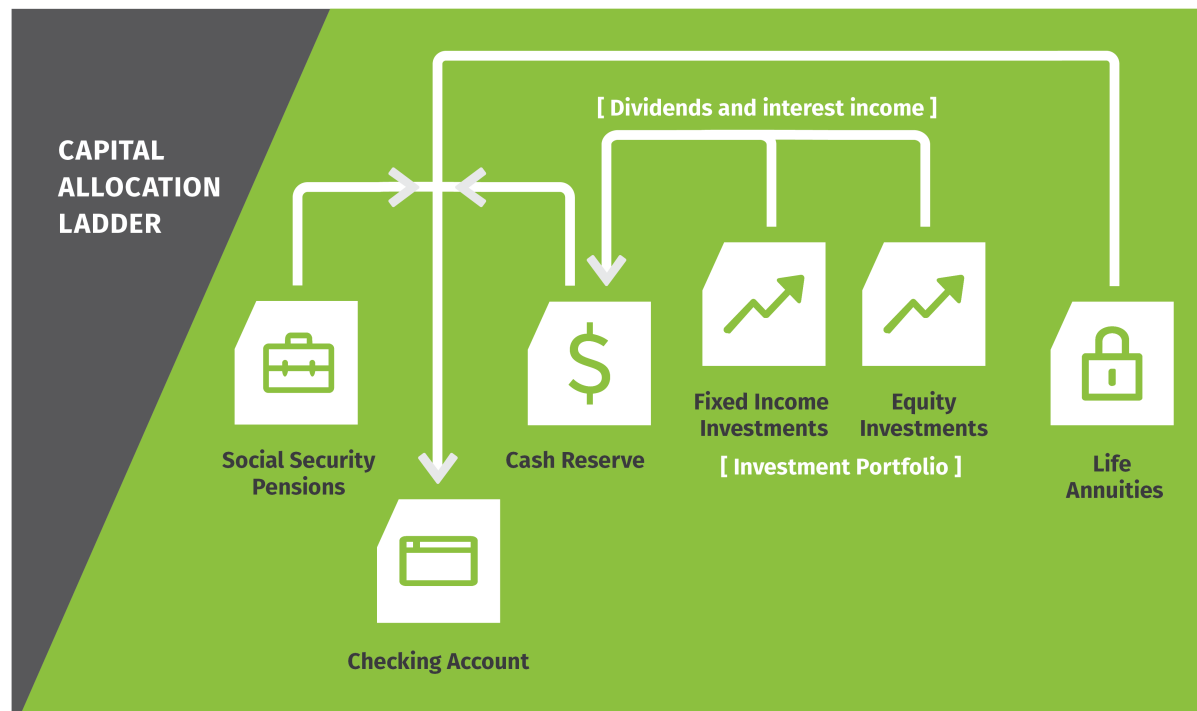 CAPITAL
ALLOCATION
LADDER
[ Dividends and interest income ]
Social Security
Pensions
Cash Reserve
Fixed Income
Investments
Equity
Investments
[ Investment Portfolio ]
Life
Annuities
Checking Account